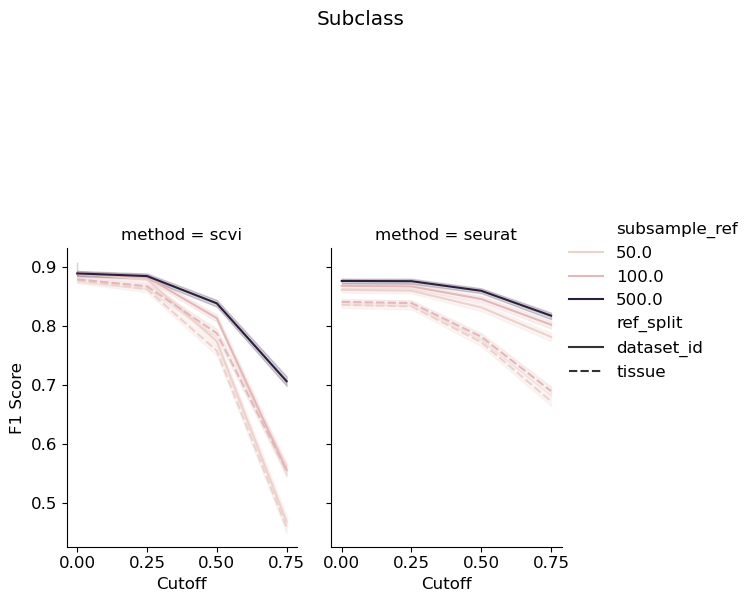 Subclass
method = scvi
method = seurat
F1 Score
0.9
0.8
0.7
0.6
0.5
0.00 0.25 0.50 0.75
0.00 0.25 0.50 0.75
Cutoff
Cutoff
subsample_ref
50.0
100.0
500.0
ref_split
dataset_id
tissue